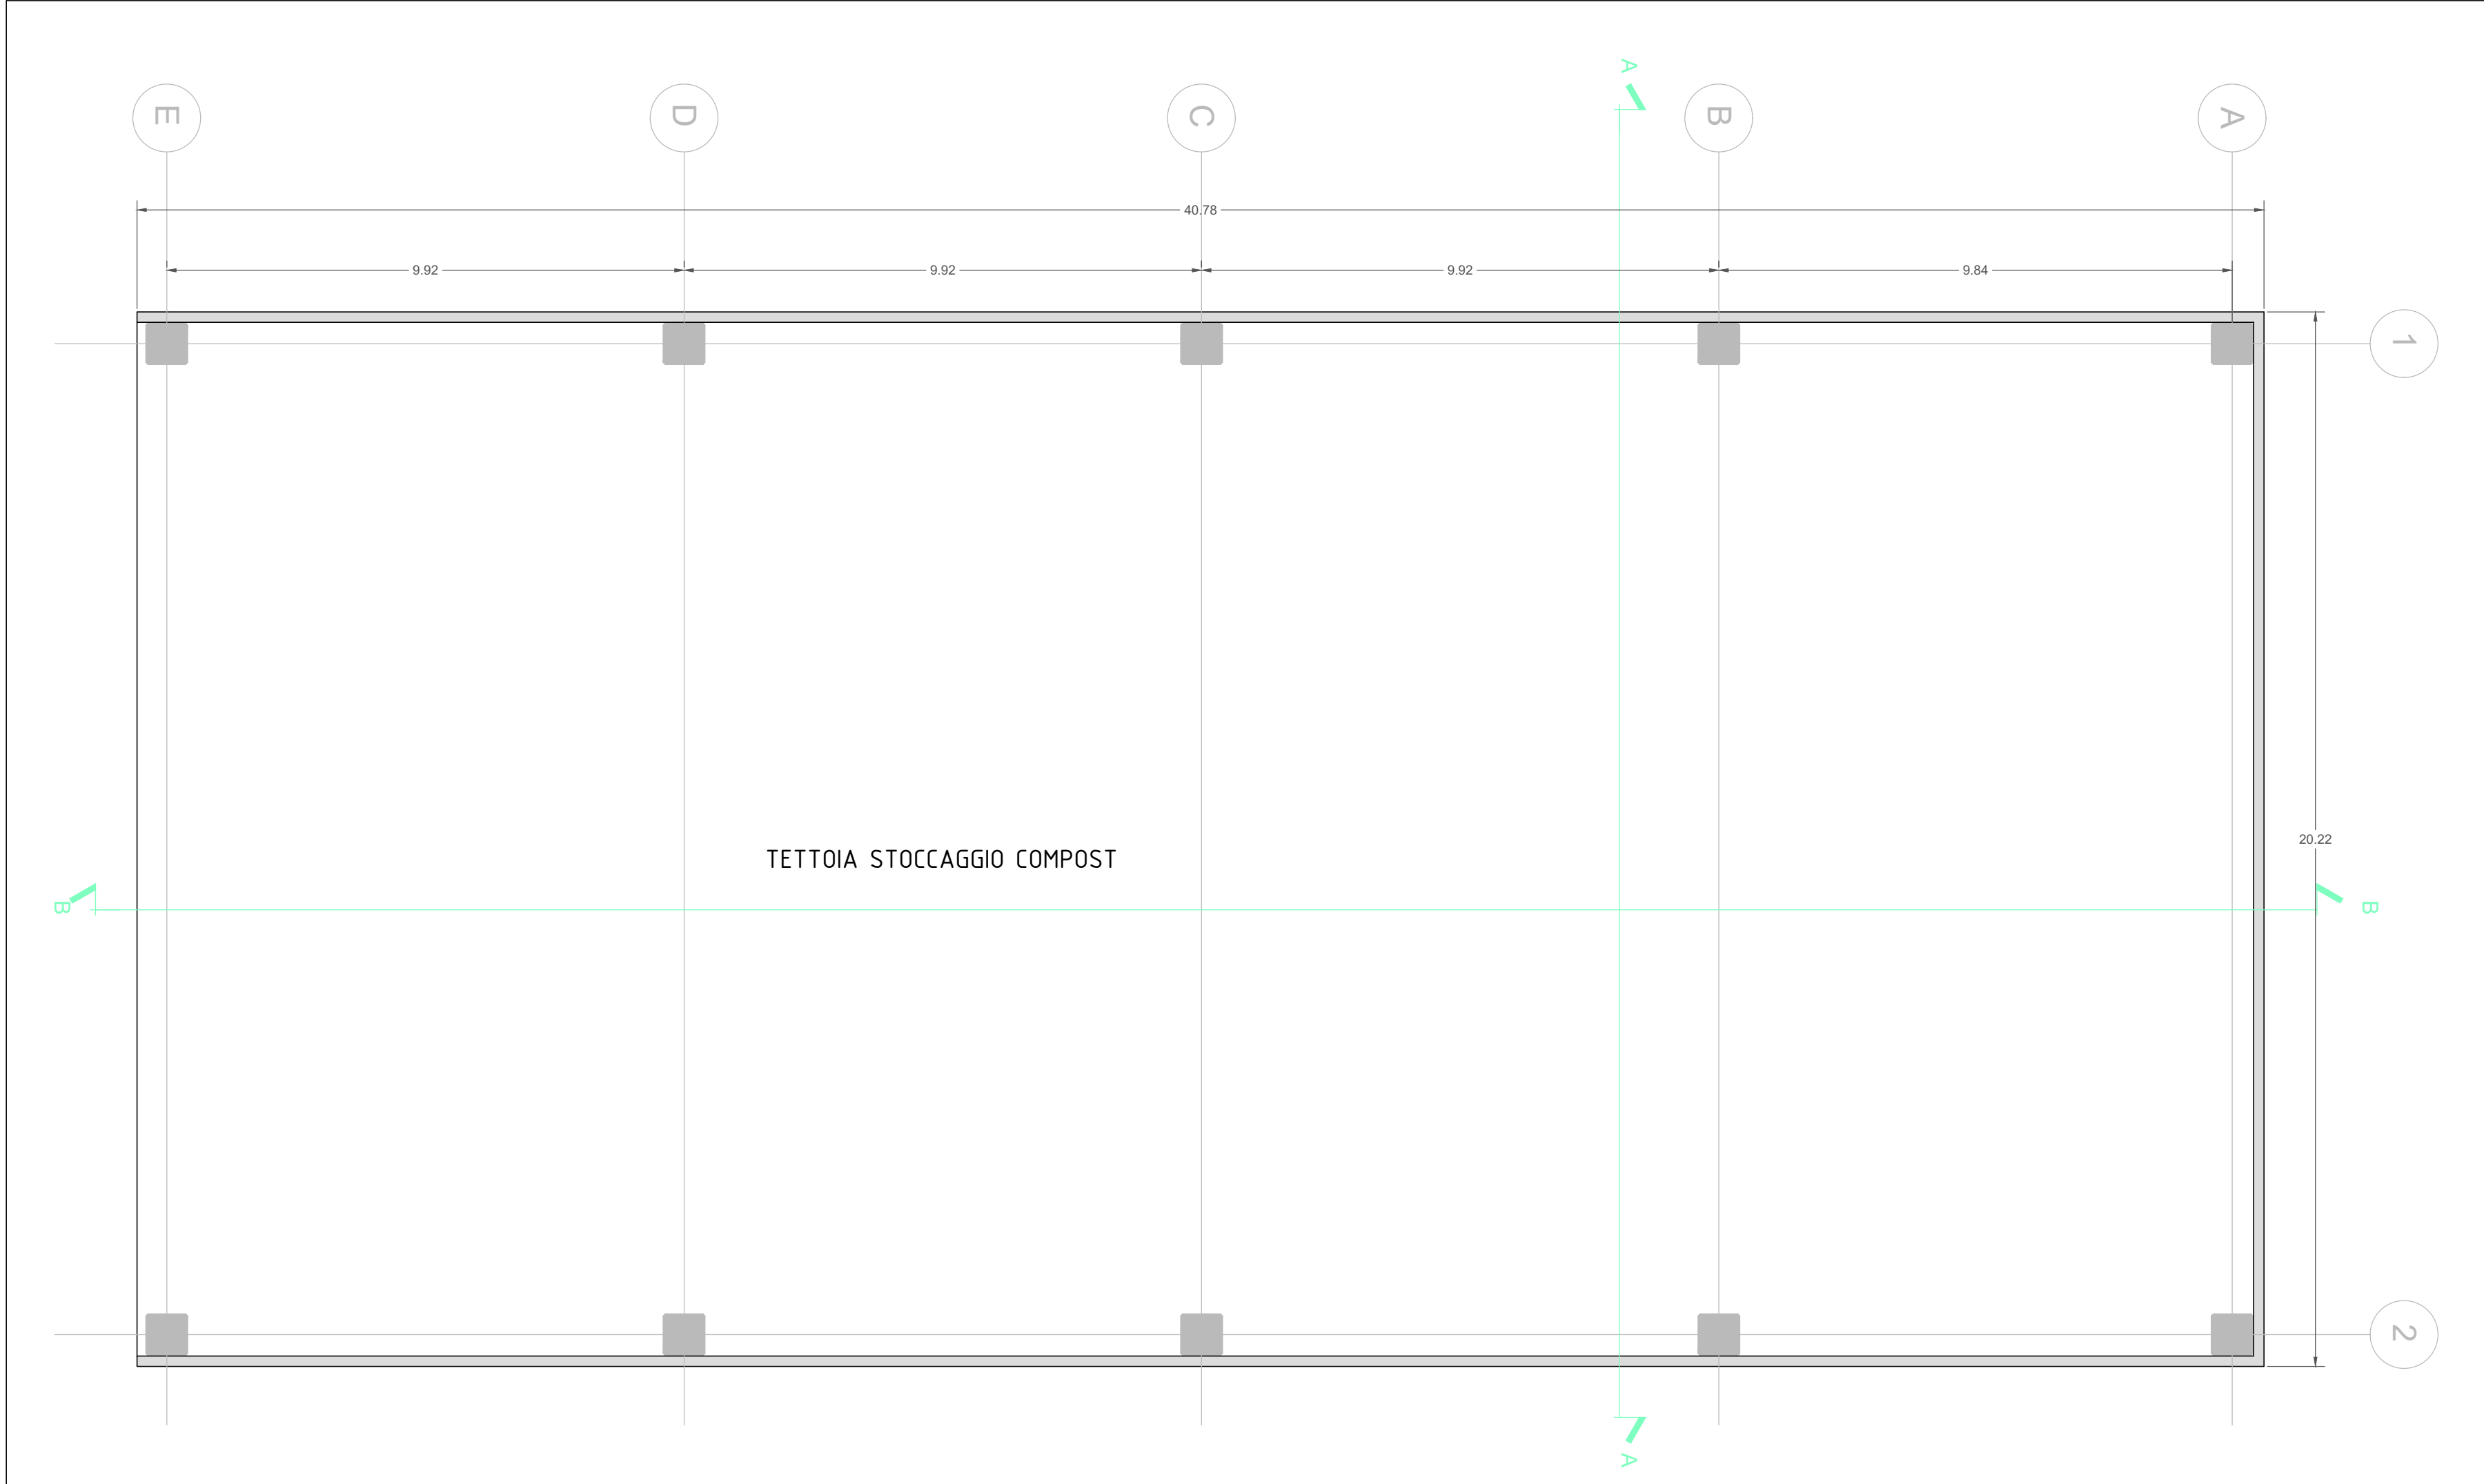 A
E D C B A
40.78
9.92 9.92 9.92 9.84
1
20.22
TETTOIA STOCCAGGIO COMPOST
B B
2
A